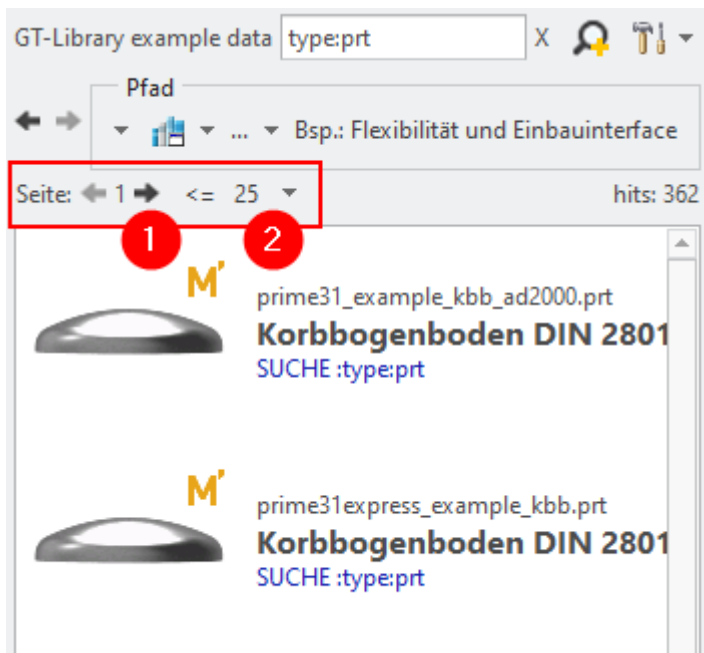 GT-Library example data type:prt X
Pfad
... Bsp.: Flexibilität und Einbauinterface
Seite: 1 <= 25 hits: 362
1 2
M'
prime31_example_kbb_ad2000.prt
Korbbogenboden DIN 2801
SUCHE :type:prt
M'
prime31express_example_kbb.prt
Korbbogenboden DIN 2801
SUCHE :type:prt